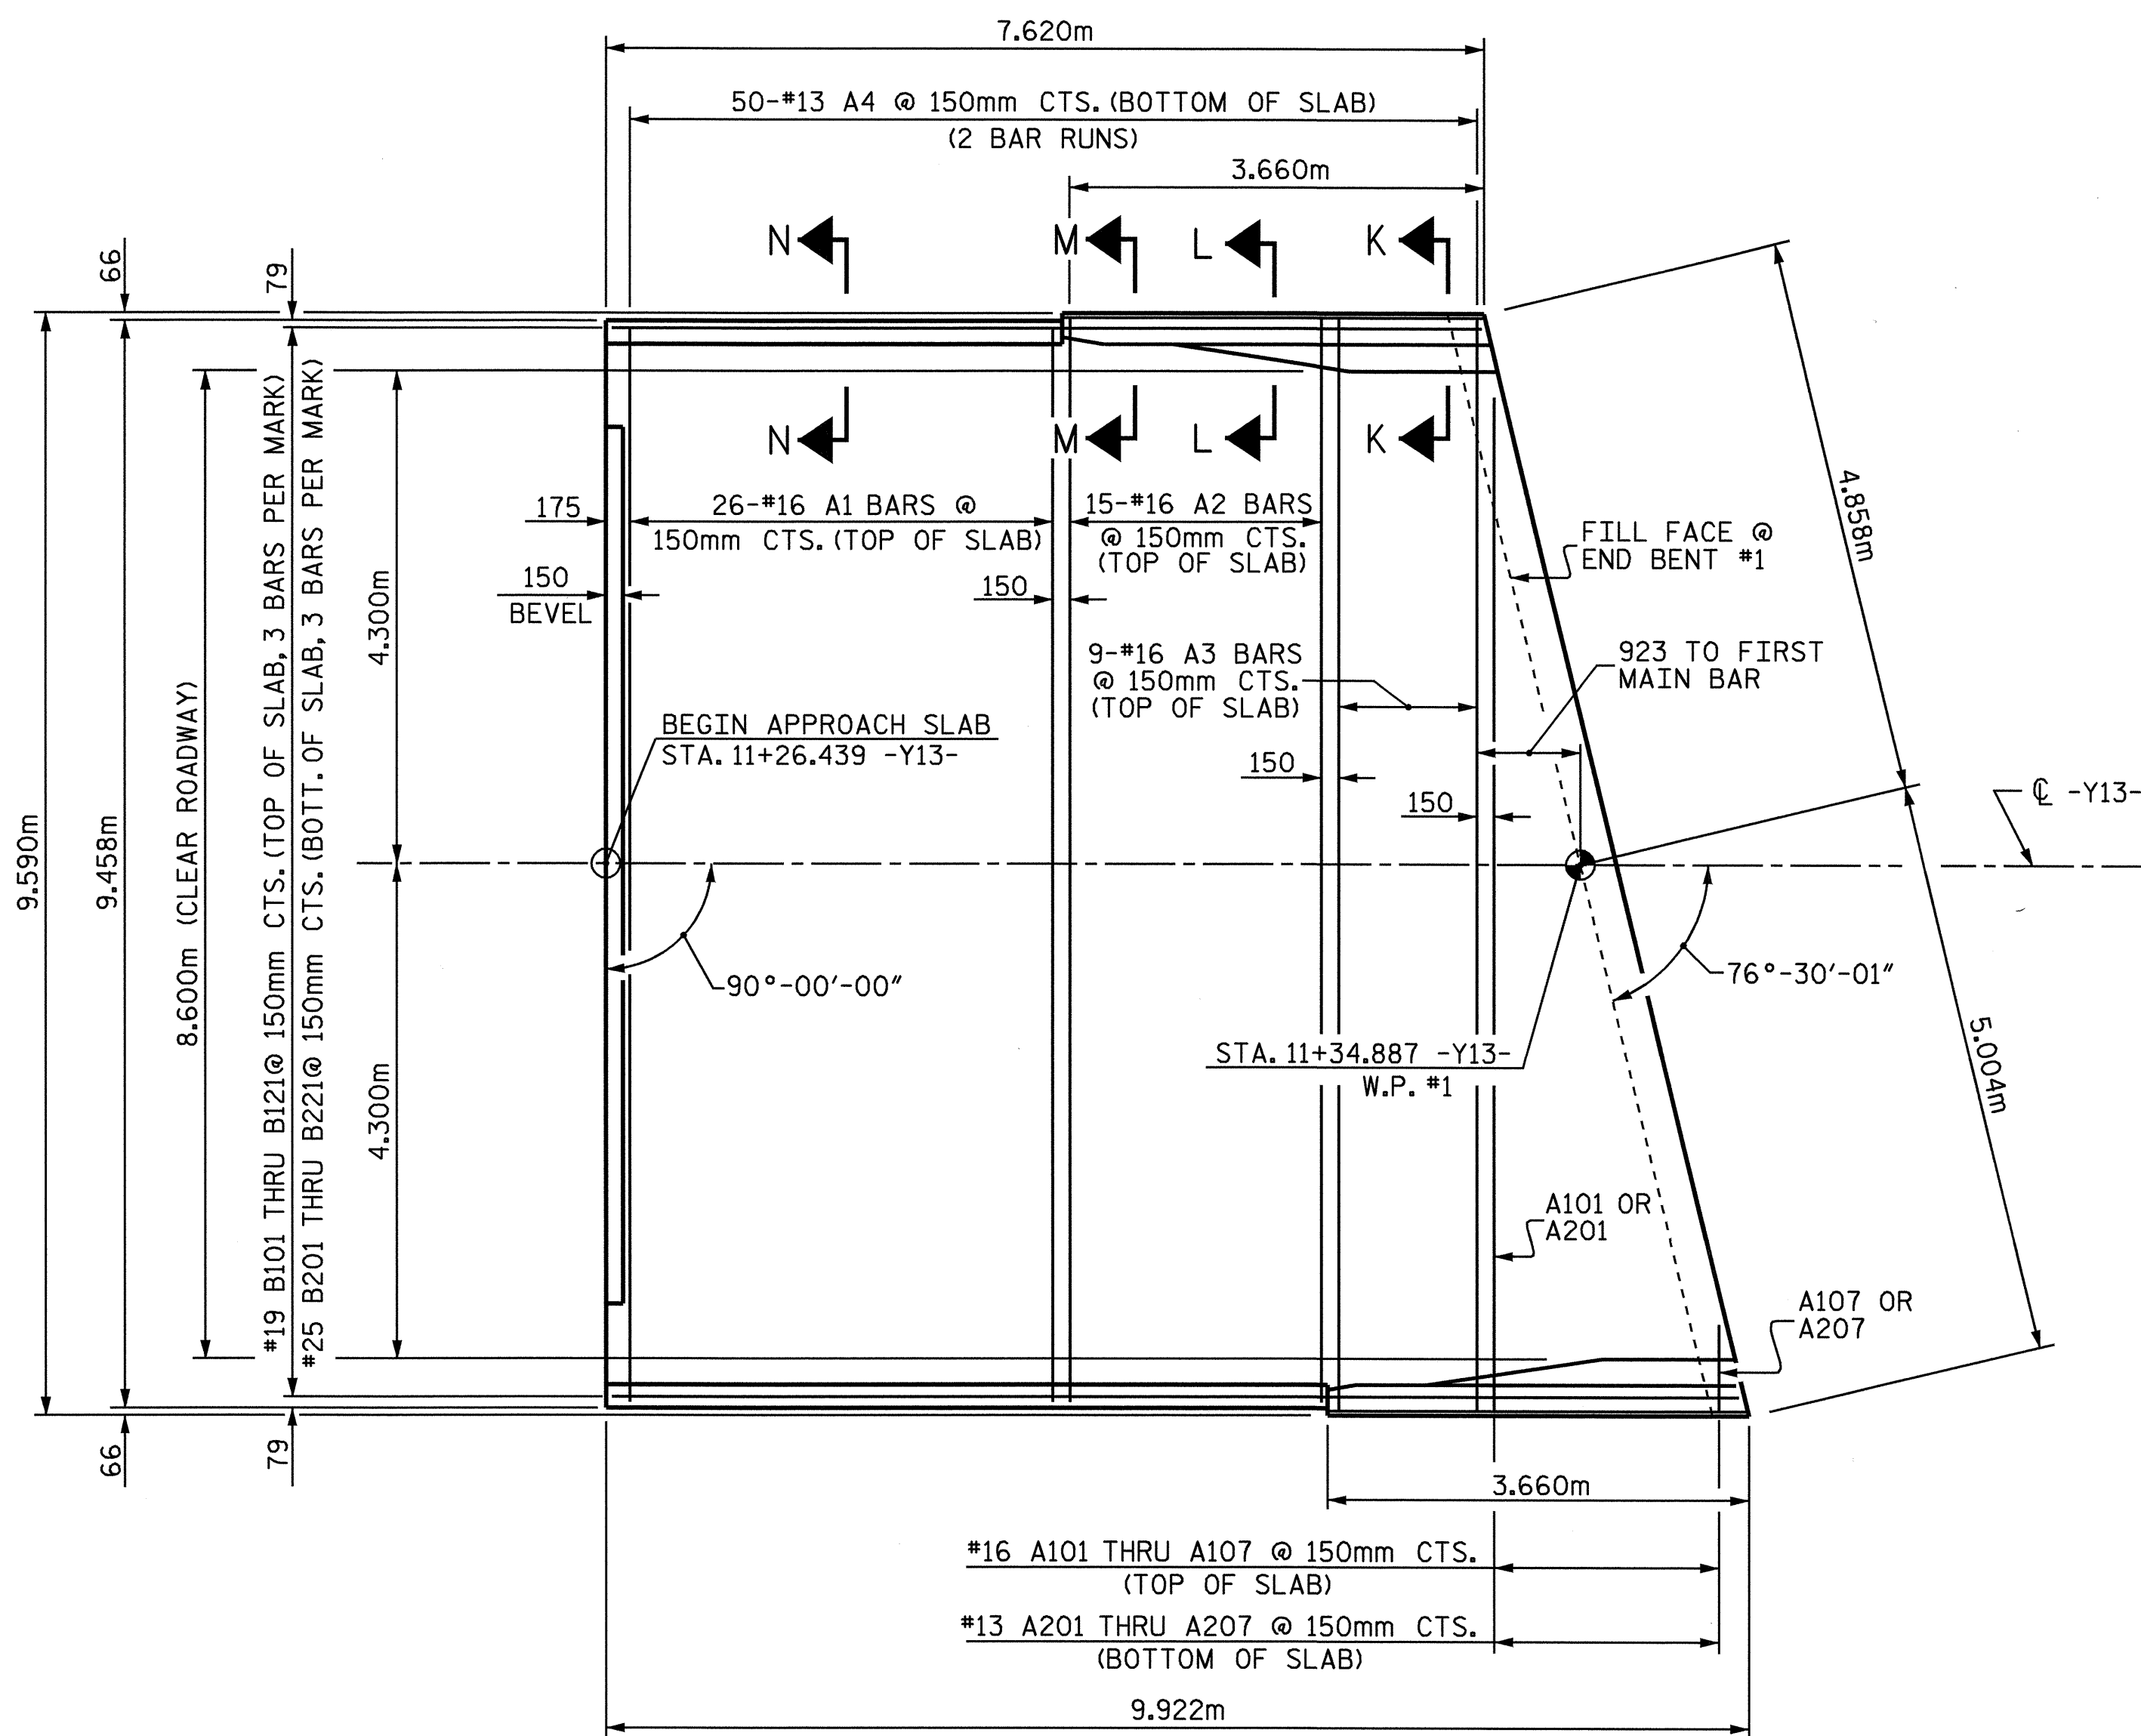 7.620m
50-#13 A4 @ 150mm CTS. (BOTTOM OF SLAB)
(2 BAR RUNS)
3.660m
N
M
L
K
66
79
N
M
L
K
175
26-#16 A1 BARS @
150mm CTS. (TOP OF SLAB)
15-#16 A2 BARS
@ 150mm CTS.
(TOP OF SLAB)
150
BEVEL
150
FILL FACE @
END BENT #1
4.858m
9-#16 A3 BARS
@ 150mm CTS.
(TOP OF SLAB)
923 TO FIRST
MAIN BAR
BEGIN APPROACH SLAB
STA. 11+26.439 -Y13-
150
150
℄ -Y13-
9.590m
9.458m
8.600m (CLEAR ROADWAY)
#19 B101 THRU B121@ 150mm CTS. (TOP OF SLAB, 3 BARS PER MARK)
#25 B201 THRU B221@ 150mm CTS. (BOTT. OF SLAB, 3 BARS PER MARK)
4.300m
4.300m
90°-00'-00"
76°-30'-01"
STA. 11+34.887 -Y13-
W.P. #1
5.004m
A101 OR
A201
A107 OR
A207
66
79
3.660m
#16 A101 THRU A107 @ 150mm CTS.
(TOP OF SLAB)
#13 A201 THRU A207 @ 150mm CTS.
(BOTTOM OF SLAB)
9.922m